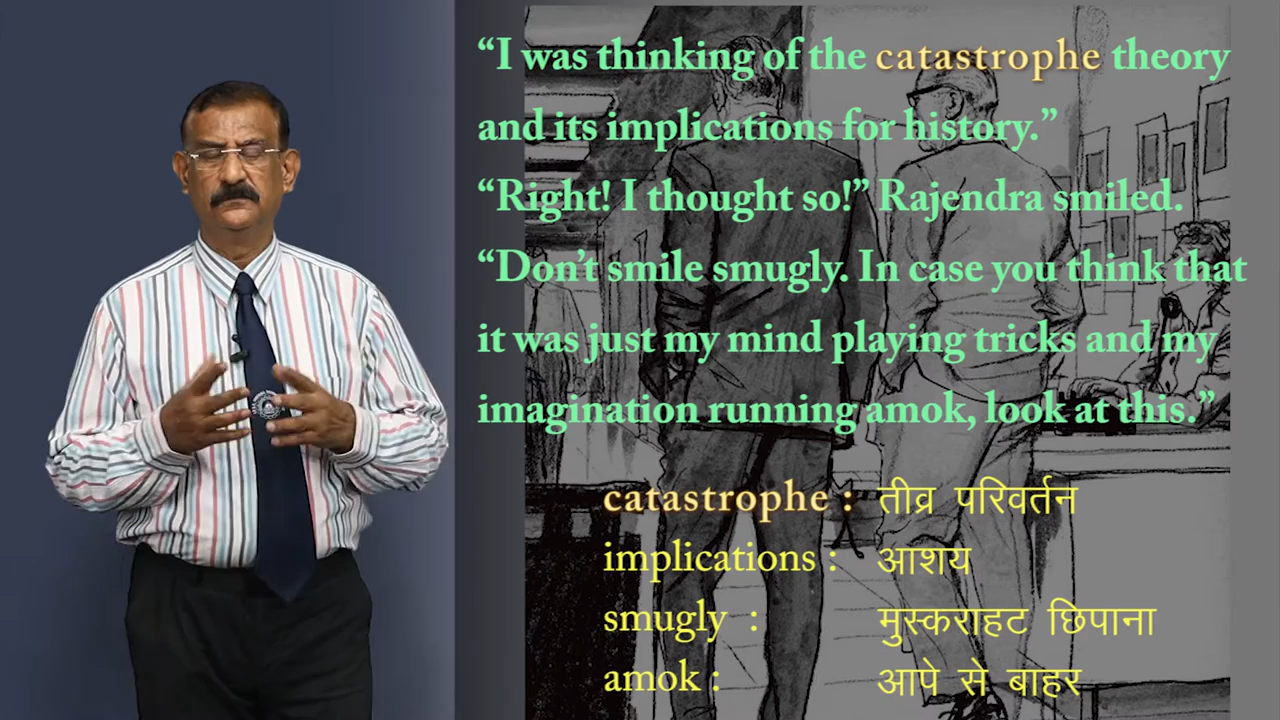 “I was thinking of the catastrophe theory
and its implications for history.”
“Right! I thought so!” Rajendra smiled.
“Don’t smile smugly. In case you think that
it was just my mind playing tricks and my
imagination running amok, look at this.”
catastrophe : तीव्र परिवर्तन
implications : आशय
smugly : मुस्कराहट छिपाना
amok : आपे से बाहर